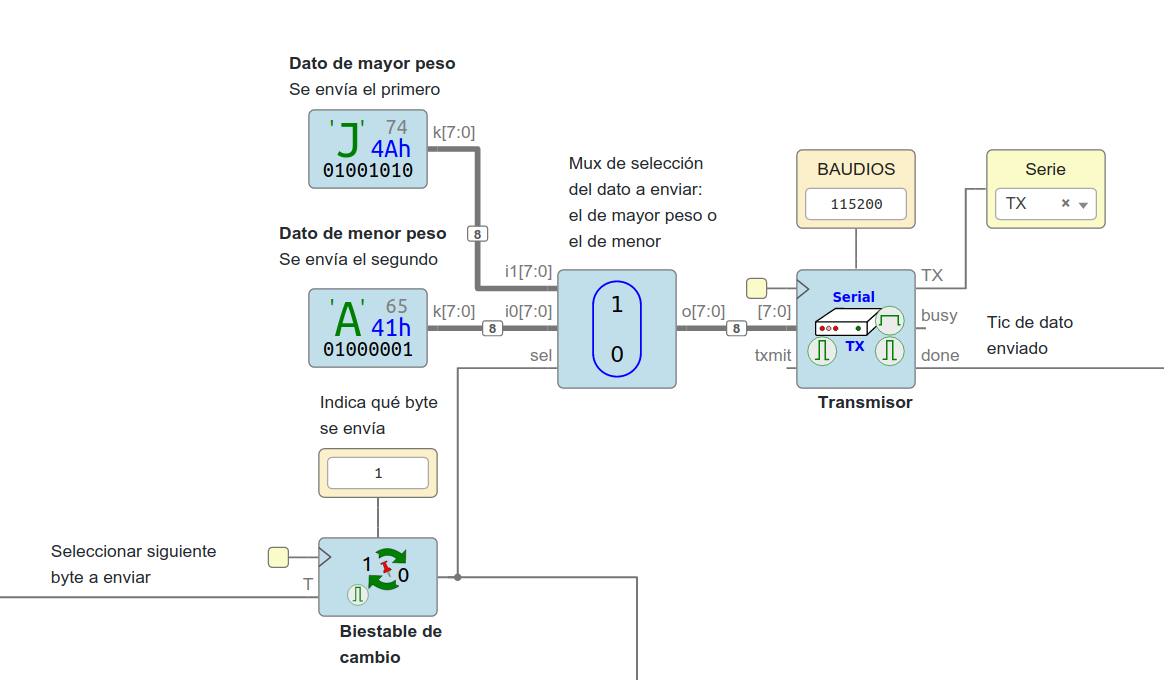 Dato de mayor peso
Se envía el primero
'J' 74
4Ah
01001010
k[7:0]
8
Dato de menor peso
Se envía el segundo
'A' 65
41h
01000001
k[7:0]
8
i1[7:0]
i0[7:0]
sel
Mux de selección
del dato a enviar:
el de mayor peso o
el de menor
1
0
o[7:0]
8
BAUDIOS
115200
Serie
TX ×
[7:0]
txmit
Serial
TX
TX
busy
done
Transmisor
Tic de dato
enviado
Indica qué byte
se envía
1
Seleccionar siguiente
byte a enviar
T
1
0
Biestable de
cambio